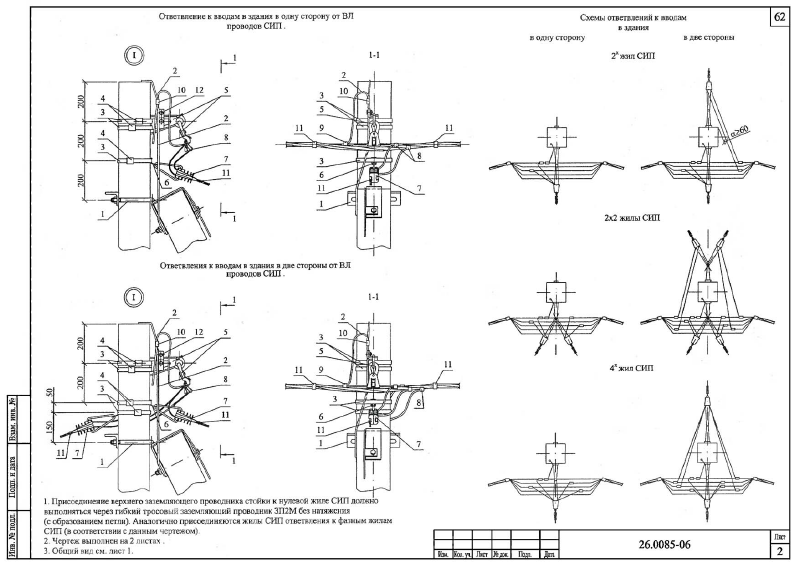 Ответвление к вводам в здания в одну сторону от ВЛ
проводов СИП .
Схемы ответвлений к вводам
в здания
62
в одну сторону
в две стороны
I
1
1-1
2ˣ жил СИП
2
10 12 5
4
3
200
2
8
4
3
200
7
11
200
6
1
1
2
10
3
5
11
9
11
3
8
6
11
7
1
α≥60
2х2 жилы СИП
Ответвления к вводам в здания в две стороны от ВЛ
проводов СИП .
I
1
1-1
2
10 12 5
4
3
200
2
8
4
200
3
50
7
11
150
6
11 7 1
1
2
10
3
5
11
9
11
3
8
6
11
1
7
4ˣ жил СИП
1. Присоединение верхнего заземляющего проводника стойки к нулевой жиле СИП должно
выполняться через гибкий тросовый заземляющий проводник ЗП2М без натяжения
(с образованием петли). Аналогично присоединяются жилы СИП ответвления к фазным жилам
СИП (в соответствии с данным чертежом).
2. Чертеж выполнен на 2 листах .
3. Общий вид см. лист 1.
Взам. инв. №
Подп. и дата
Инв. № подл.
Изм. Кол. уч. Лист № док. Подп. Дат.
26.0085-06
Лист
2